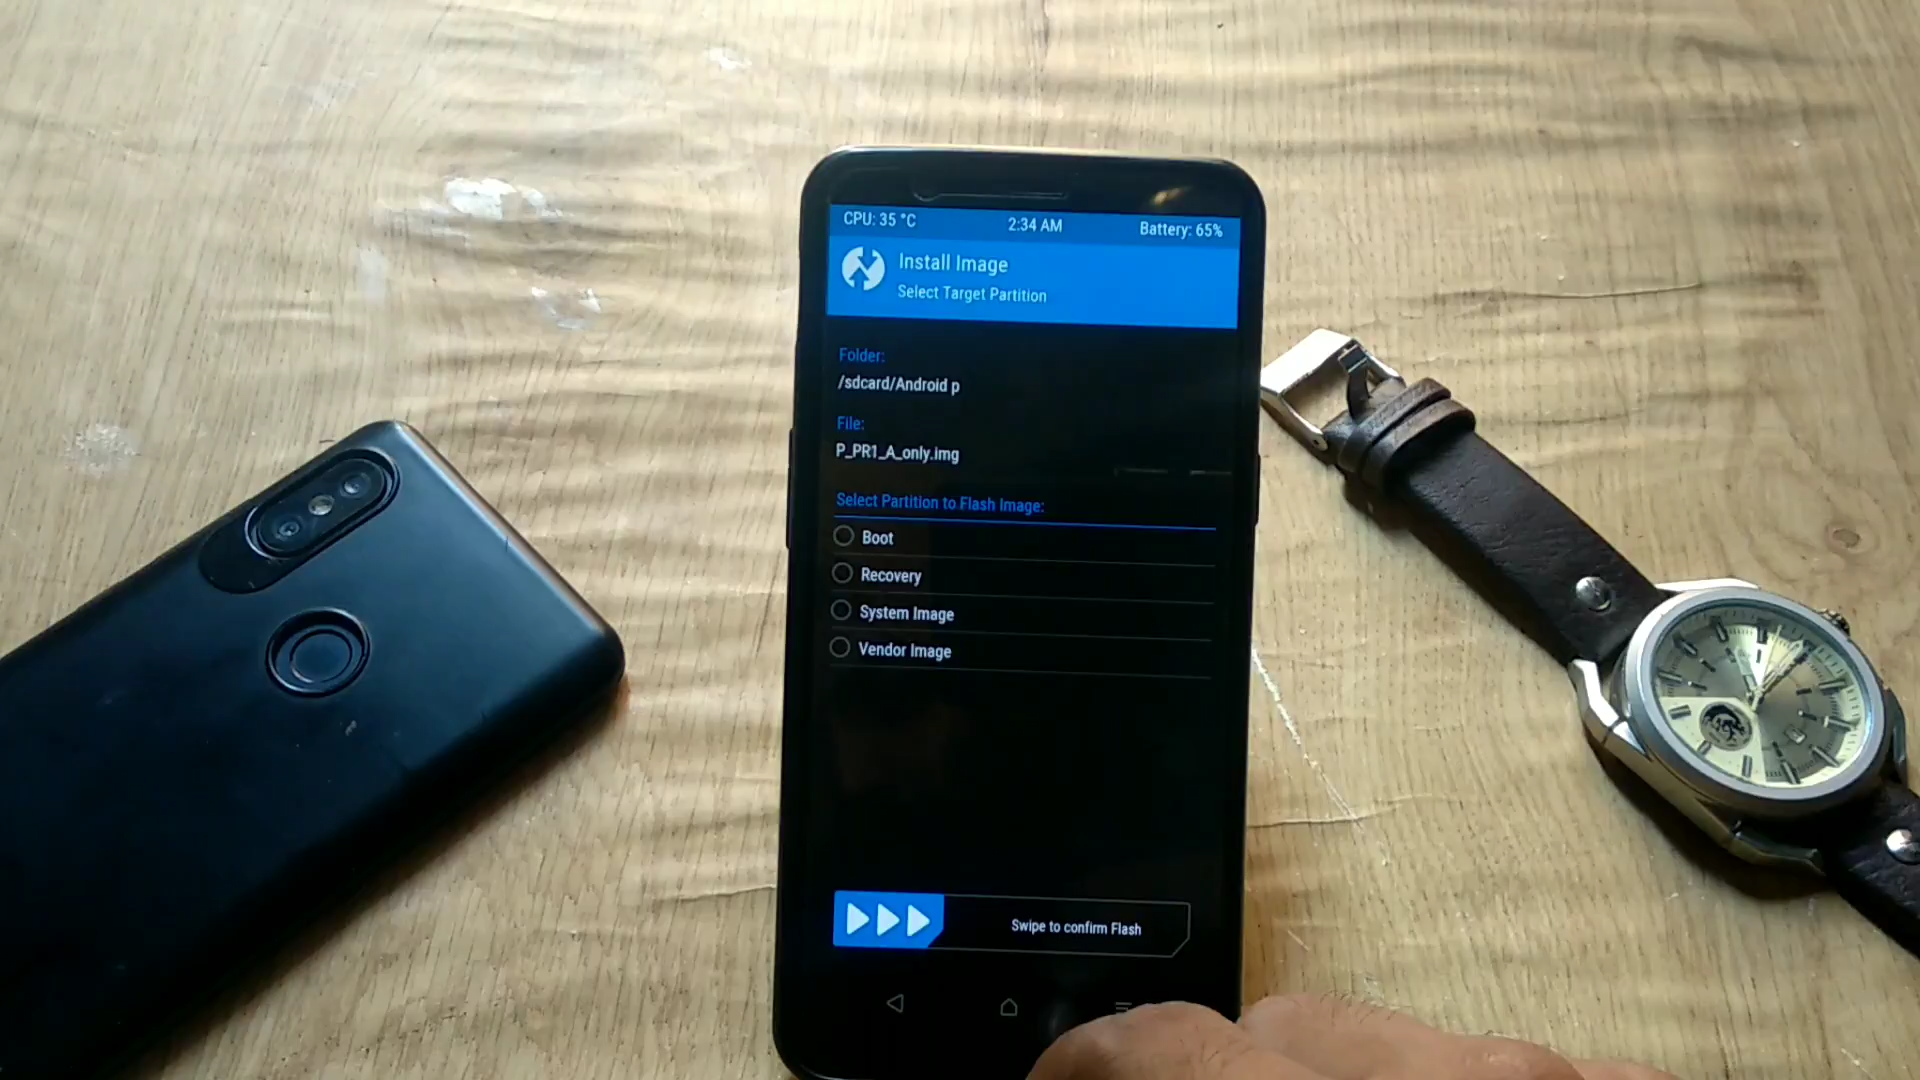 CPU: 35 °C 2:34 AM Battery: 65%
Install Image
Select Target Partition
Folder:
/sdcard/Android p
File:
P_PR1_A_only.img
Select Partition to Flash Image:
Boot
Recovery
System Image
Vendor Image
Swipe to confirm Flash